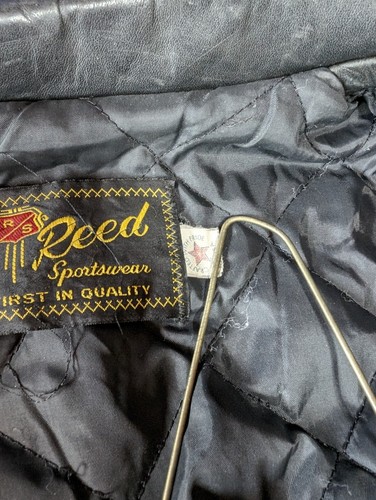 R
S
Reed
Sportswear
FIRST IN QUALITY